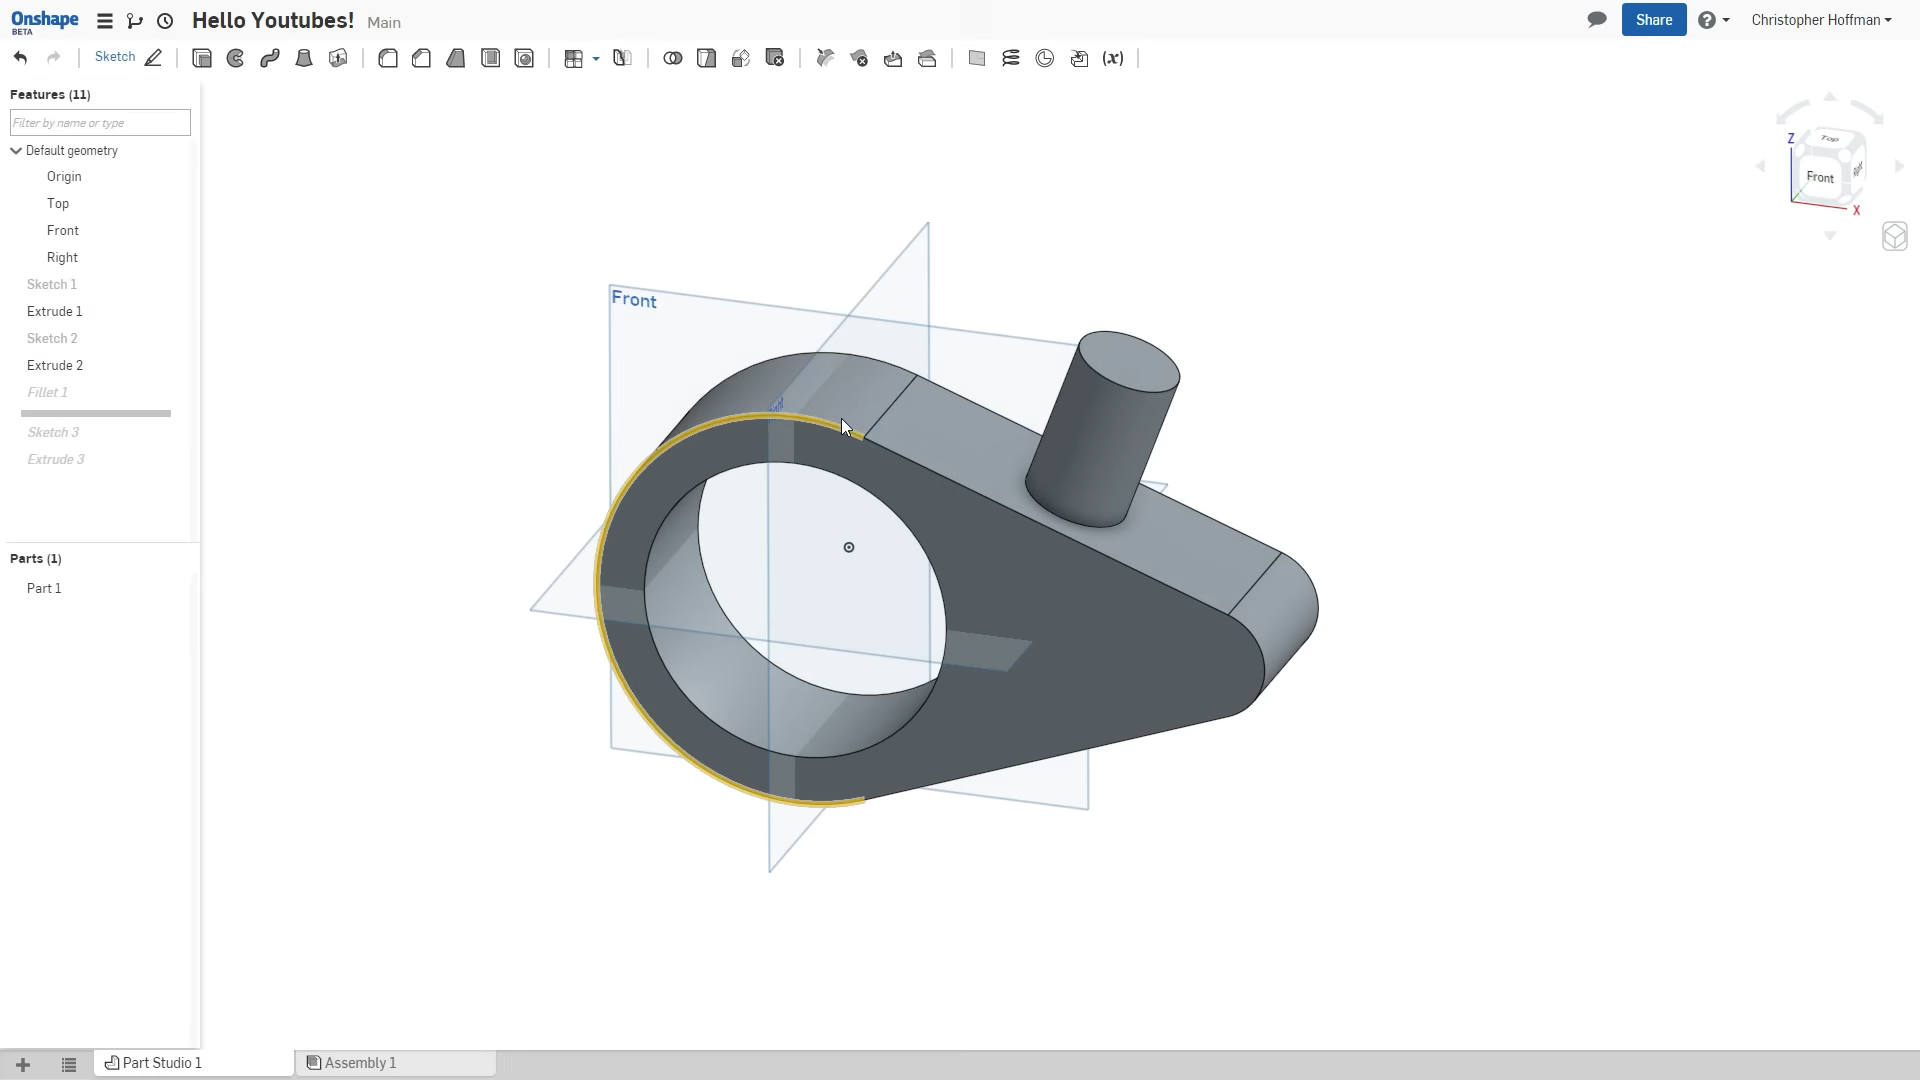 Onshape
BETA
Hello Youtubes! Main
Share
Christopher Hoffman
Sketch
(x)
Features (11)
Filter by name or type
Default geometry
Origin
Top
Front
Right
Sketch 1
Extrude 1
Sketch 2
Extrude 2
Fillet 1
Sketch 3
Extrude 3
Parts (1)
Part 1
Front
Right
Z
Top
Front
Right
X
Part Studio 1
Assembly 1